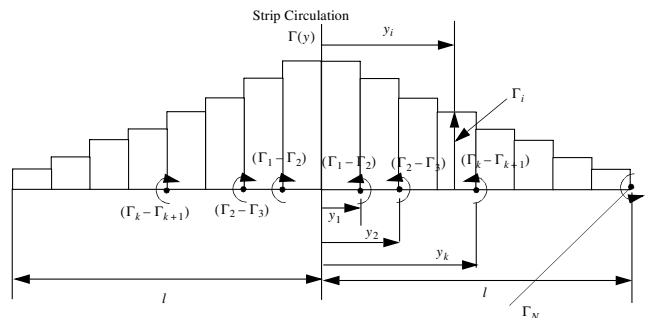 Strip Circulation
Γ(y)
y_i
Γ_i
(Γ_1 − Γ_2)
(Γ_1 − Γ_2)
(Γ_2 − Γ_3)
(Γ_k − Γ_{k+1})
(Γ_k − Γ_{k+1})
(Γ_2 − Γ_3)
y_1
y_2
y_k
l
l
Γ_N